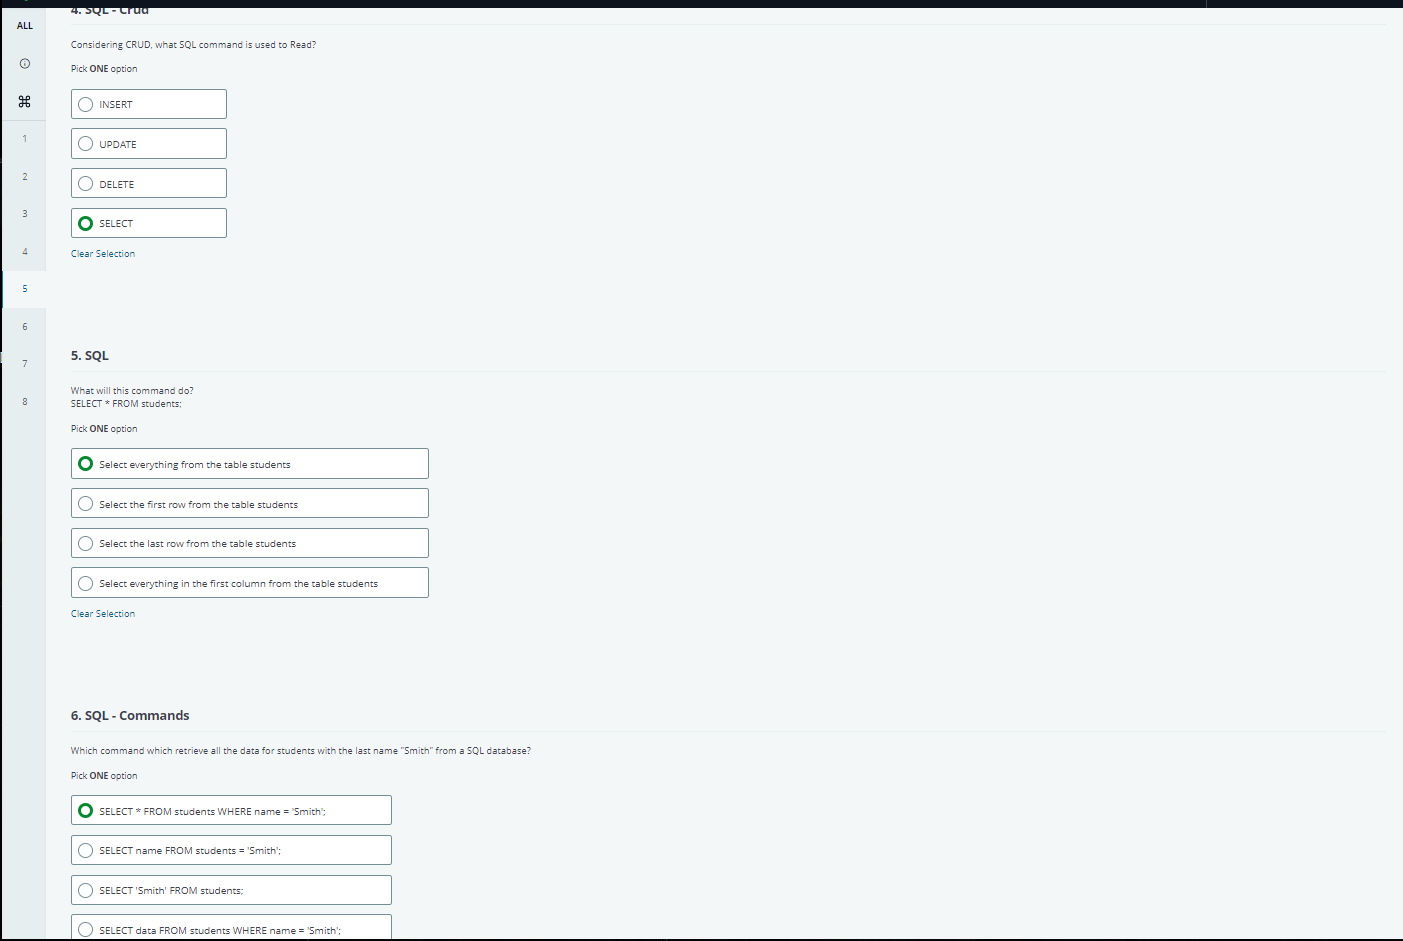 4. SQL - Crud
ALL
Considering CRUD, what SQL command is used to Read?
Pick ONE option
INSERT
UPDATE
DELETE
SELECT
Clear Selection
1
2
3
4
5
6
7
8
5. SQL
What will this command do?
SELECT * FROM students;
Pick ONE option
Select everything from the table students
Select the first row from the table students
Select the last row from the table students
Select everything in the first column from the table students
Clear Selection
6. SQL - Commands
Which command which retrieve all the data for students with the last name "Smith" from a SQL database?
Pick ONE option
SELECT * FROM students WHERE name = 'Smith';
SELECT name FROM students = 'Smith';
SELECT 'Smith' FROM students;
SELECT data FROM students WHERE name = 'Smith';